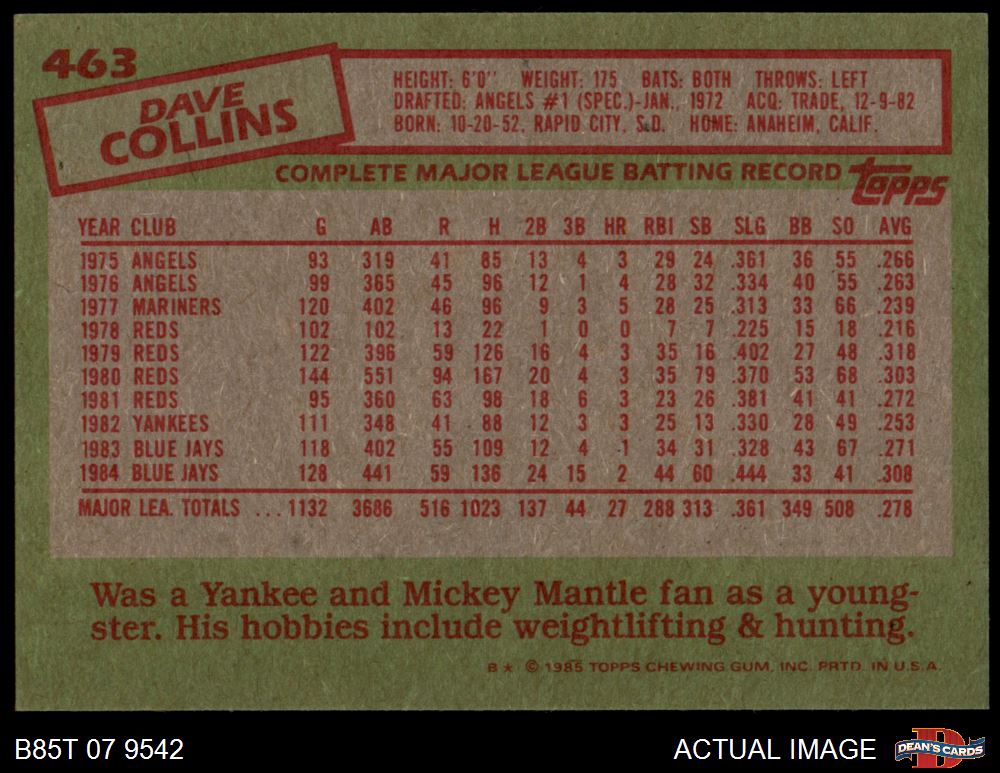 463
DAVE
COLLINS
HEIGHT: 6'0" WEIGHT: 175 BATS: BOTH THROWS: LEFT
DRAFTED: ANGELS #1 (SPEC.)-JAN., 1972 ACQ: TRADE, 12-9-82
BORN: 10-20-52, RAPID CITY, S.D. HOME: ANAHEIM, CALIF.
COMPLETE MAJOR LEAGUE BATTING RECORD topps
YEAR CLUB G AB R H 2B 3B HR RBI SB SLG BB SO AVG
1975 ANGELS 93 319 41 85 13 4 3 29 24 .361 36 55 .266
1976 ANGELS 99 365 45 96 12 1 4 28 32 .334 40 55 .263
1977 MARINERS 120 402 46 96 9 3 5 28 25 .313 33 66 .239
1978 REDS 102 102 13 22 1 0 0 7 7 .225 15 18 .216
1979 REDS 122 396 59 126 16 4 3 35 16 .402 27 48 .318
1980 REDS 144 551 94 167 20 4 3 35 79 .370 53 68 .303
1981 REDS 95 360 63 98 18 6 3 23 26 .381 41 41 .272
1982 YANKEES 111 348 41 88 12 3 3 25 13 .330 28 49 .253
1983 BLUE JAYS 118 402 55 109 12 4 1 34 31 .328 43 67 .271
1984 BLUE JAYS 128 441 59 136 24 15 2 44 60 .444 33 41 .308
MAJOR LEA. TOTALS ... 1132 3686 516 1023 137 44 27 288 313 .361 349 508 .278
Was a Yankee and Mickey Mantle fan as a young-
ster. His hobbies include weightlifting & hunting.
B★ © 1985 TOPPS CHEWING GUM, INC. PRTD. IN U.S.A.
B85T 07 9542 ACTUAL IMAGE D DEAN'S CARDS